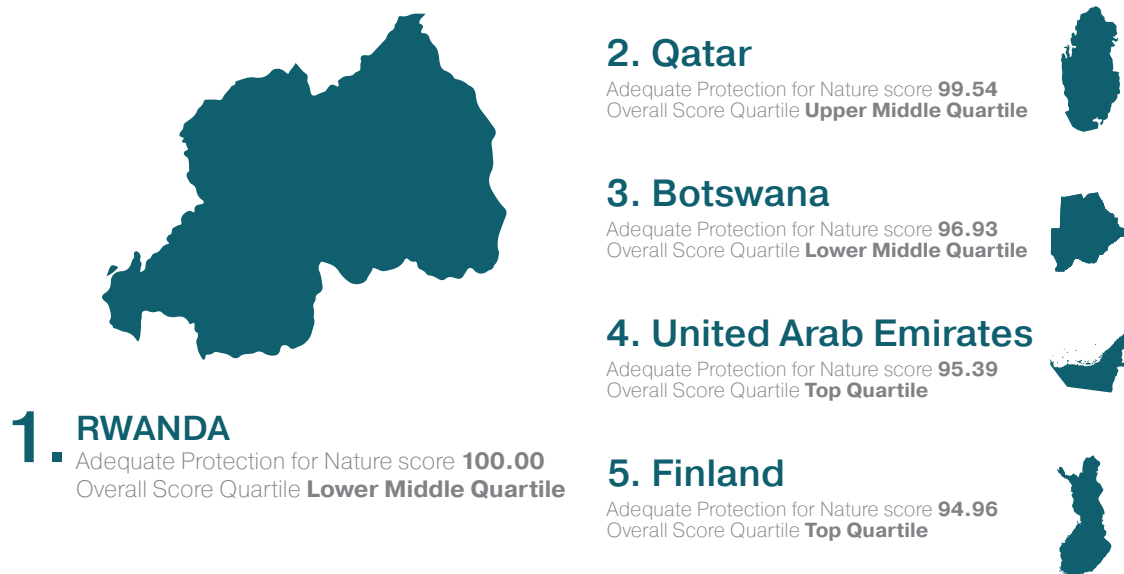 1. RWANDA
Adequate Protection for Nature score 100.00
Overall Score Quartile Lower Middle Quartile
2. Qatar
Adequate Protection for Nature score 99.54
Overall Score Quartile Upper Middle Quartile
3. Botswana
Adequate Protection for Nature score 96.93
Overall Score Quartile Lower Middle Quartile
4. United Arab Emirates
Adequate Protection for Nature score 95.39
Overall Score Quartile Top Quartile
5. Finland
Adequate Protection for Nature score 94.96
Overall Score Quartile Top Quartile